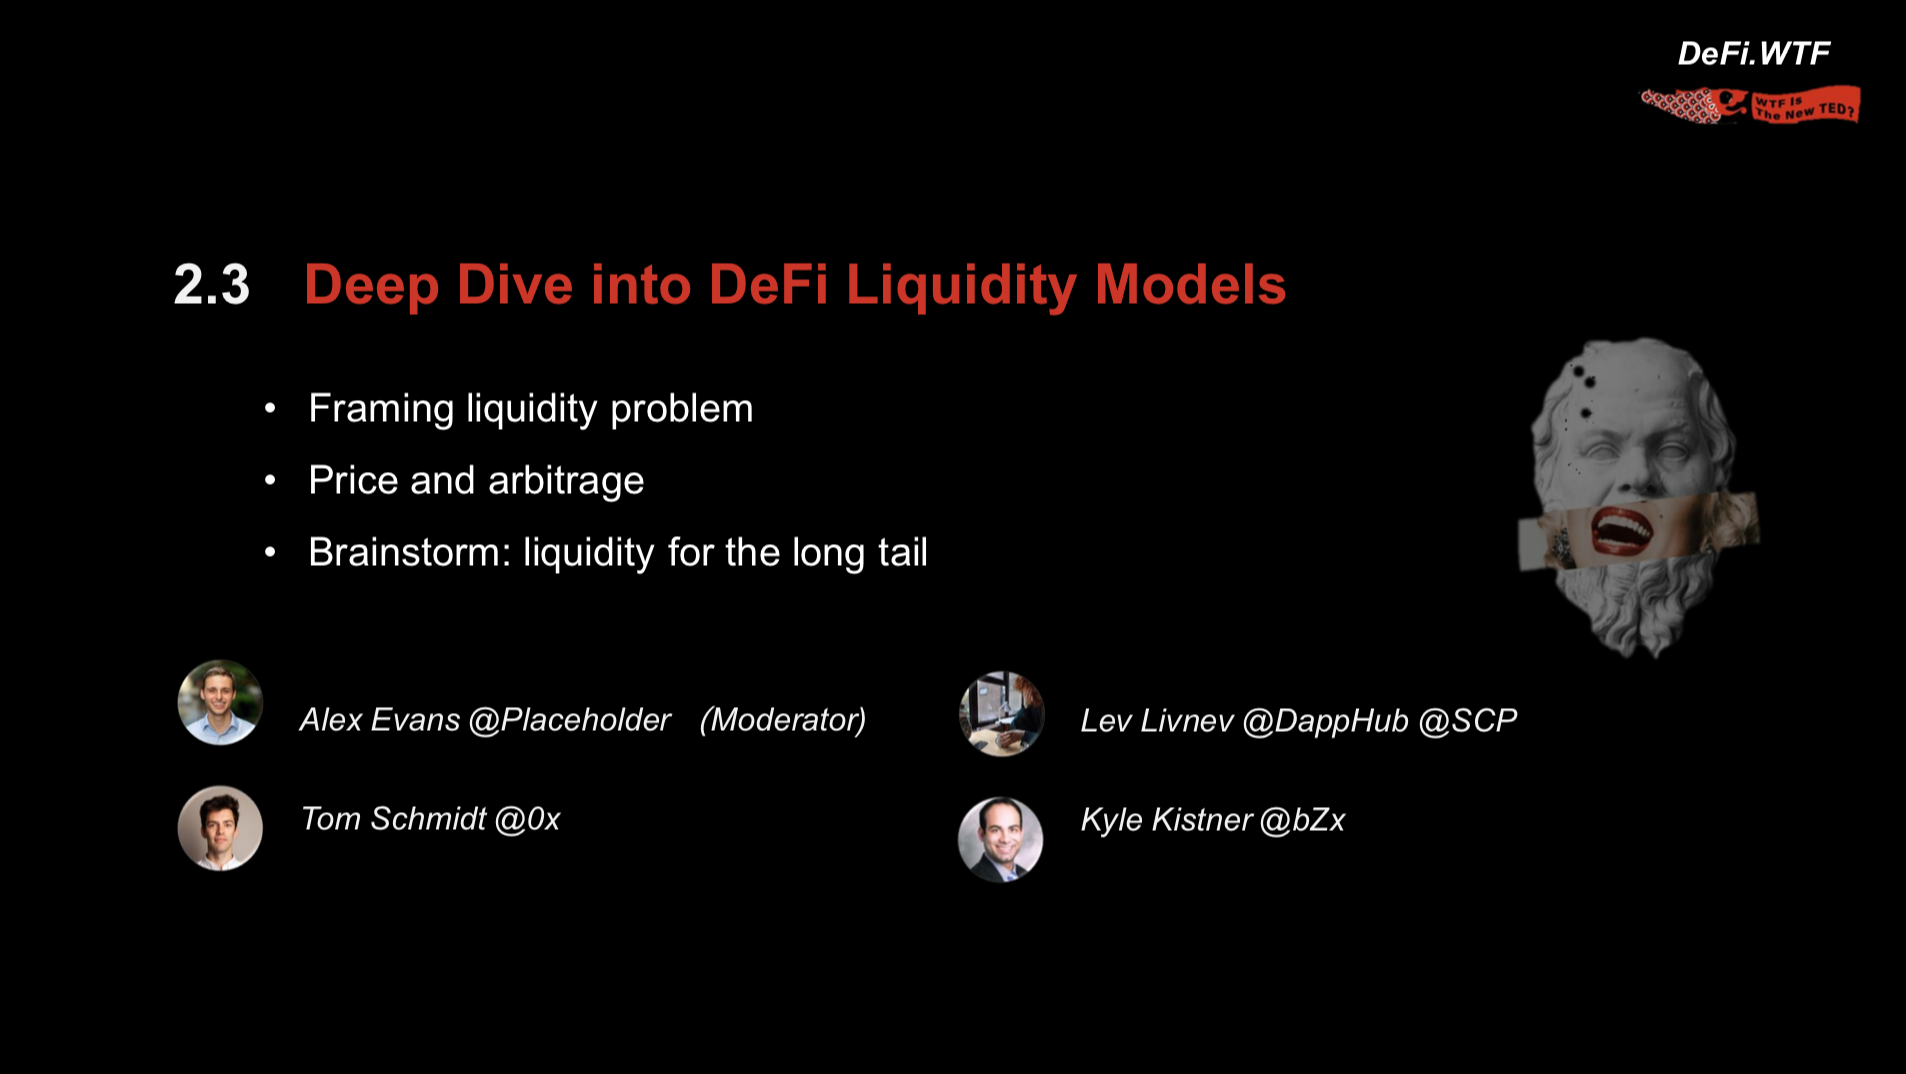 DeFi.WTF
WTF Is
The New TED?
2.3 Deep Dive into DeFi Liquidity Models
• Framing liquidity problem
• Price and arbitrage
• Brainstorm: liquidity for the long tail
Alex Evans @Placeholder (Moderator)
Lev Livnev @DappHub @SCP
Tom Schmidt @0x
Kyle Kistner @bZx